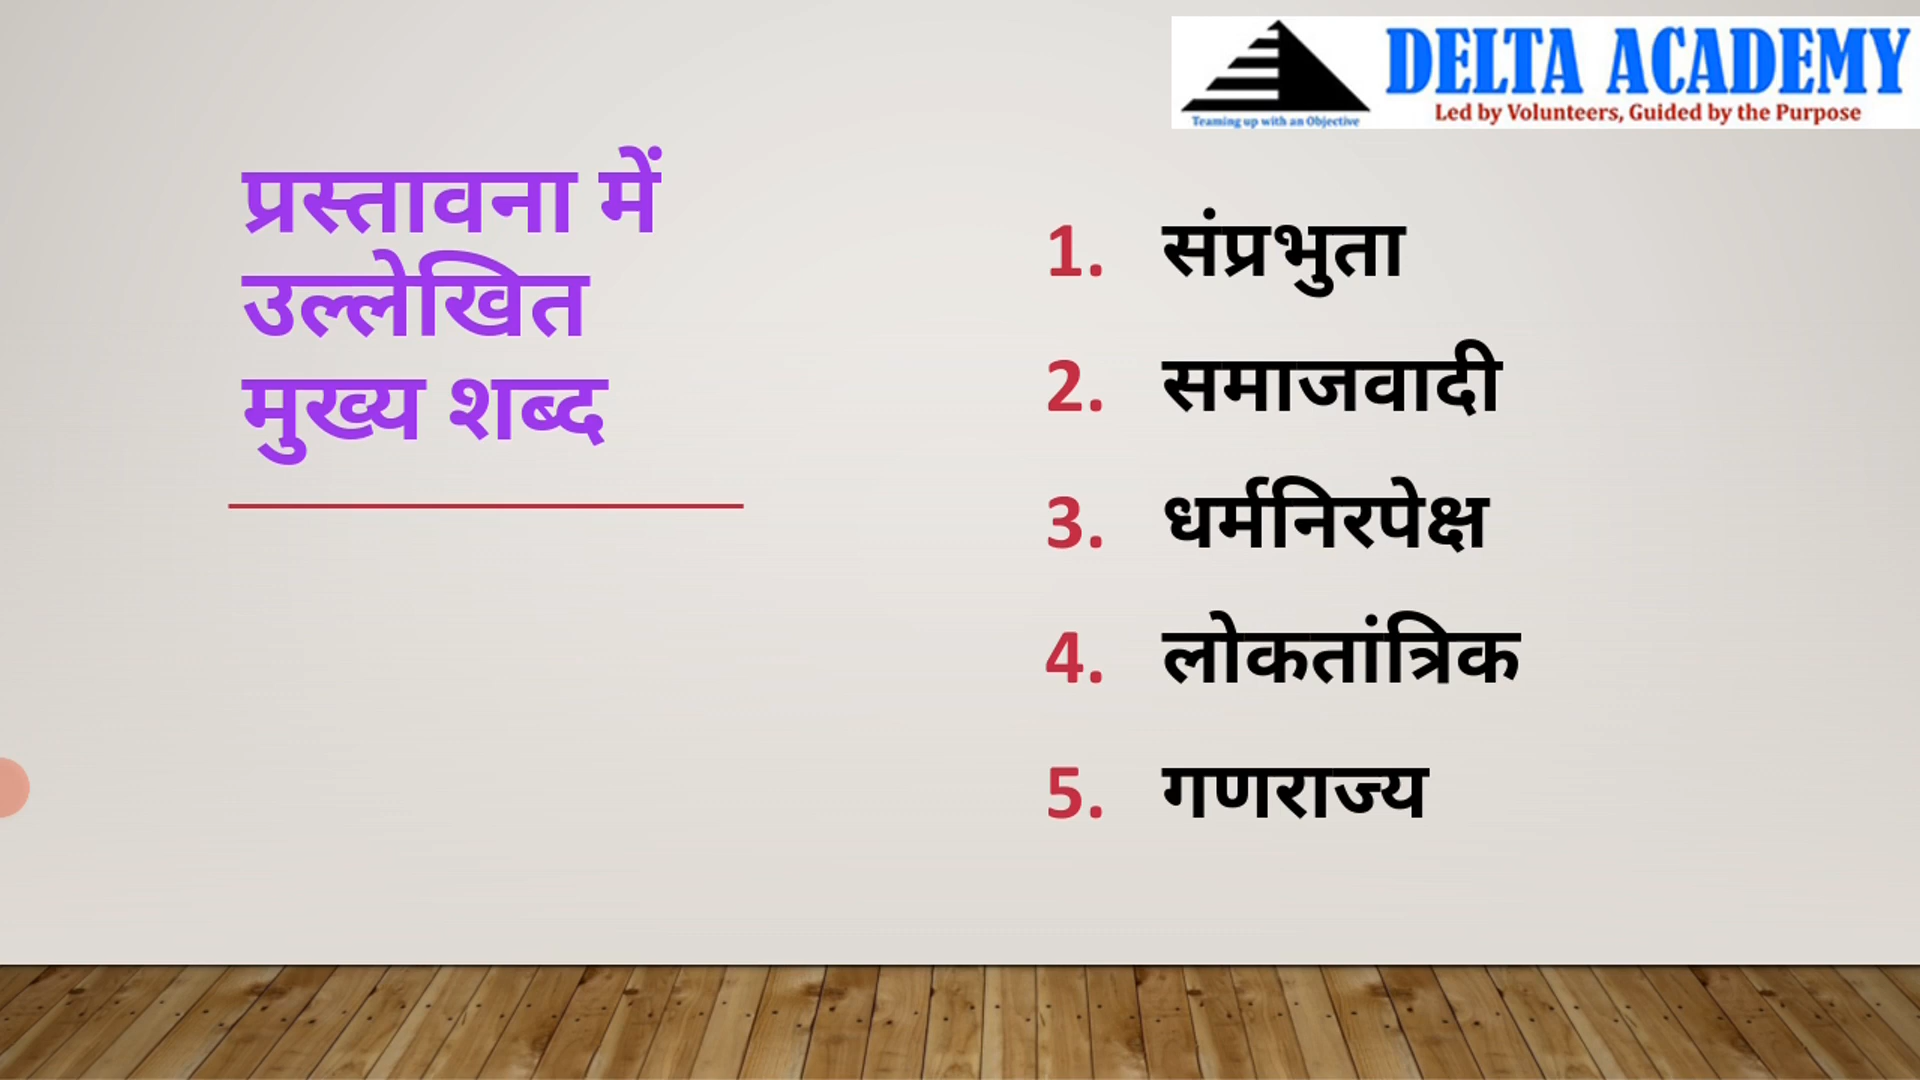 DELTA ACADEMY
Led by Volunteers, Guided by the Purpose
Teaming up with an Objective
प्रस्तावना में
उल्लेखित
मुख्य शब्द
1. संप्रभुता
2. समाजवादी
3. धर्मनिरपेक्ष
4. लोकतांत्रिक
5. गणराज्य